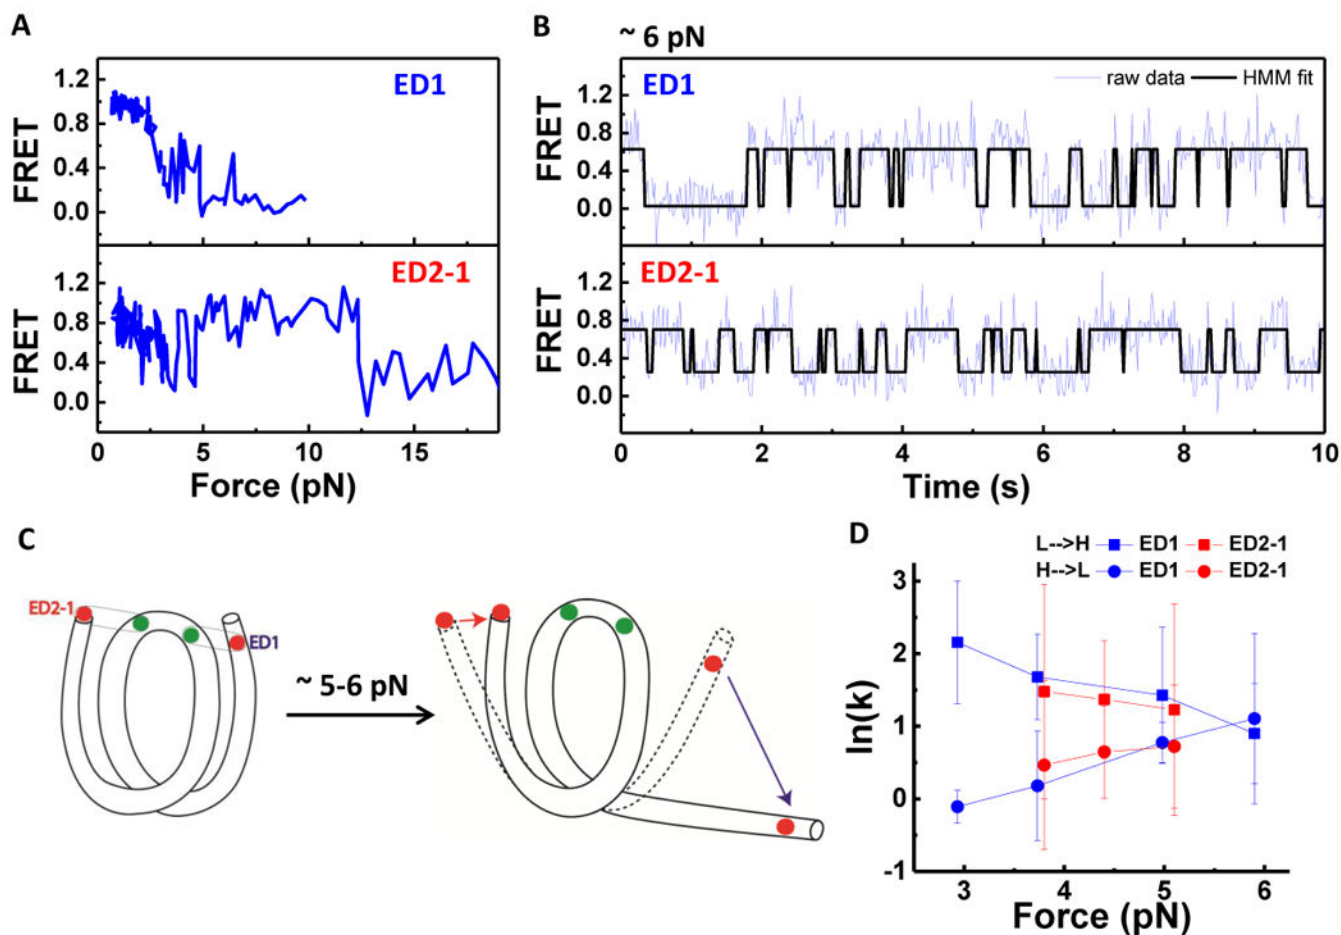 A
ED1
FRET
1.2
0.8
0.4
0.0
ED2-1
FRET
1.2
0.8
0.4
0.0
0 5 10 15
Force (pN)
B
~ 6 pN
ED1
raw data HMM fit
FRET
1.2
0.8
0.4
0.0
ED2-1
FRET
1.2
0.8
0.4
0.0
0 2 4 6 8 10
Time (s)
C
ED2-1
ED1
~ 5-6 pN
D
L-->H ED1 ED2-1
H-->L ED1 ED2-1
ln(k)
3
2
1
0
-1
3 4 5 6
Force (pN)